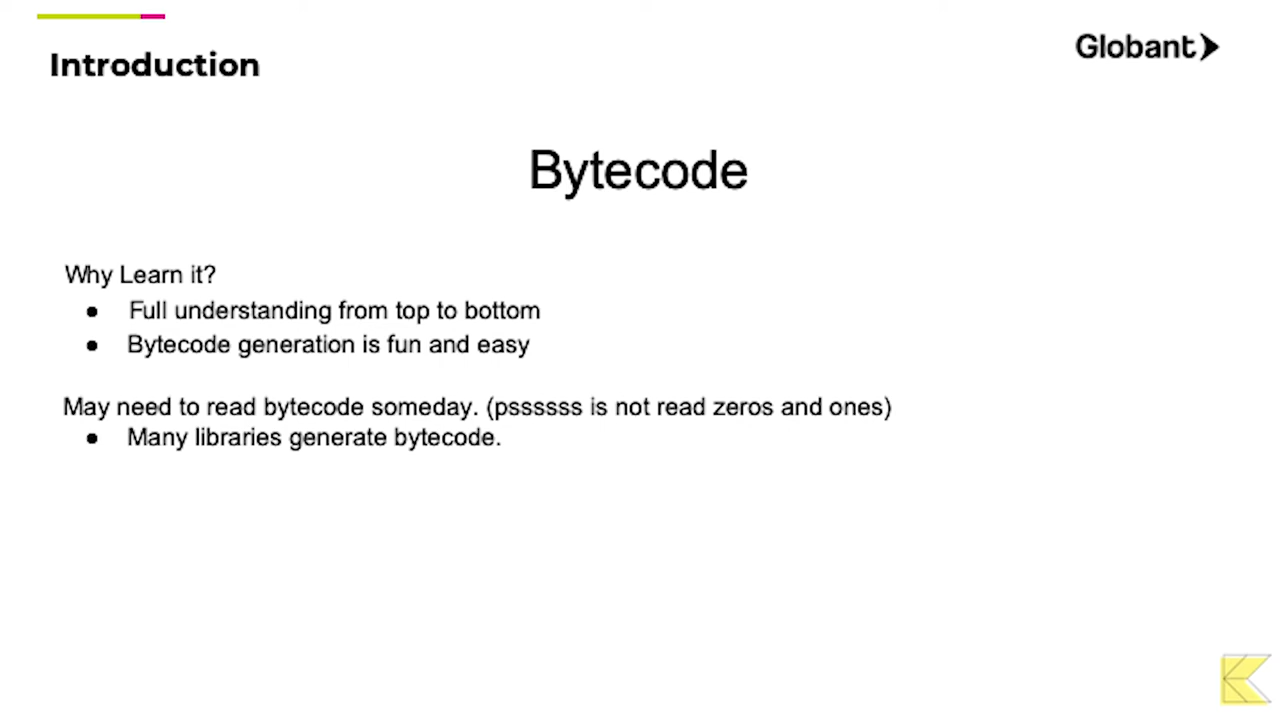 Introduction
Globant
Bytecode
Why Learn it?
● Full understanding from top to bottom
● Bytecode generation is fun and easy
May need to read bytecode someday. (pssssss is not read zeros and ones)
● Many libraries generate bytecode.